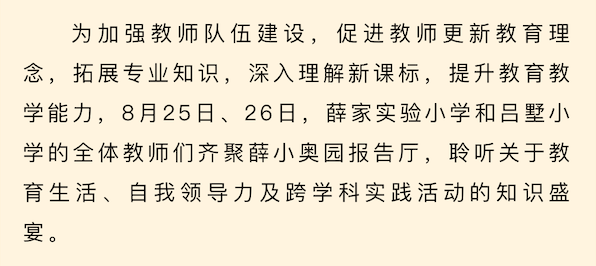 为加强教师队伍建设，促进教师更新教育理
念，拓展专业知识，深入理解新课标，提升教育教
学能力，8月25日、26日，薛家实验小学和吕墅小
学的全体教师们齐聚薛小奥园报告厅，聆听关于教
育生活、自我领导力及跨学科实践活动的知识盛
宴。